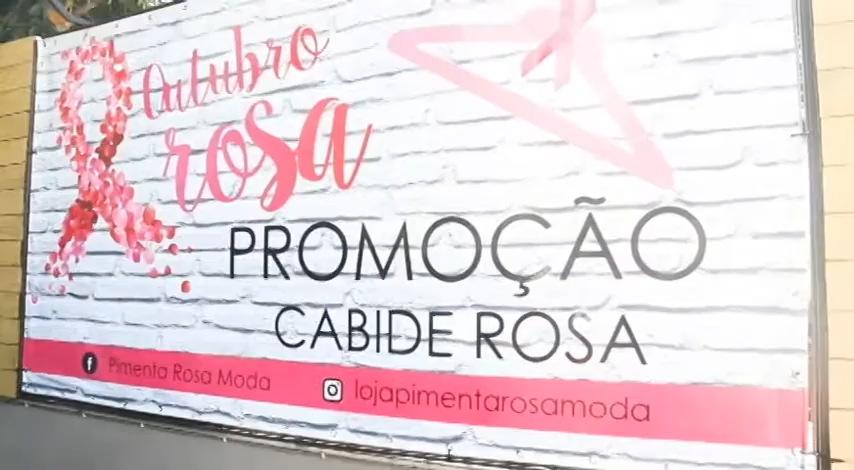 Outubro
rosa
PROMOÇÃO
CABIDE ROSA
Pimenta Rosa Moda
lojapimentarosamoda